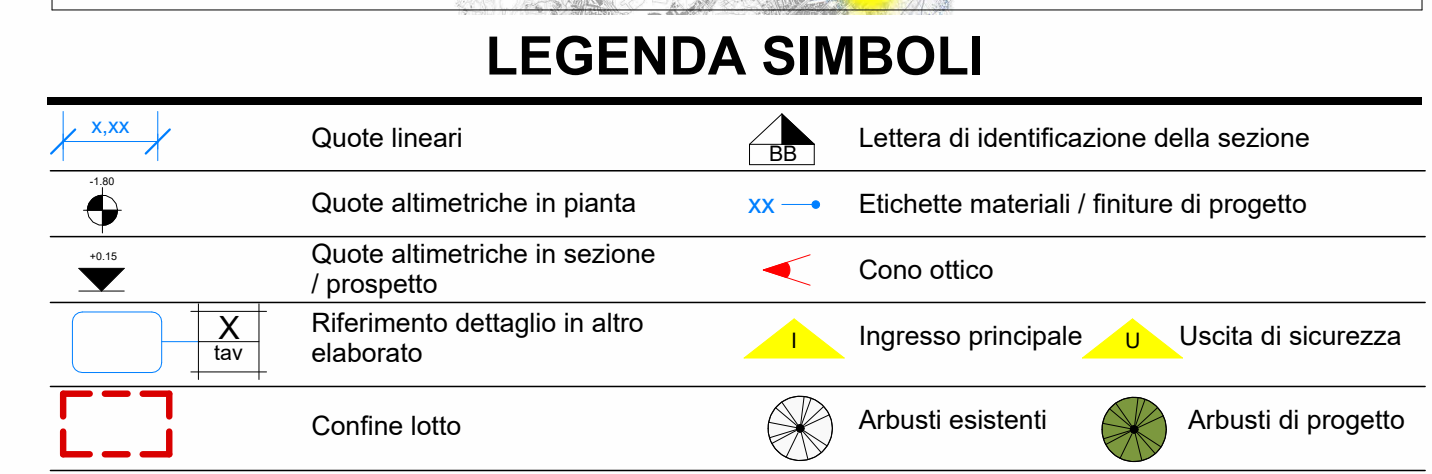 LEGENDA SIMBOLI
x,xx
Quote lineari
BB
Lettera di identificazione della sezione
-1.80
Quote altimetriche in pianta
xx
Etichette materiali / finiture di progetto
+0.15
Quote altimetriche in sezione
/ prospetto
Cono ottico
X
tav
Riferimento dettaglio in altro
elaborato
I
Ingresso principale
U
Uscita di sicurezza
Confine lotto
Arbusti esistenti
Arbusti di progetto